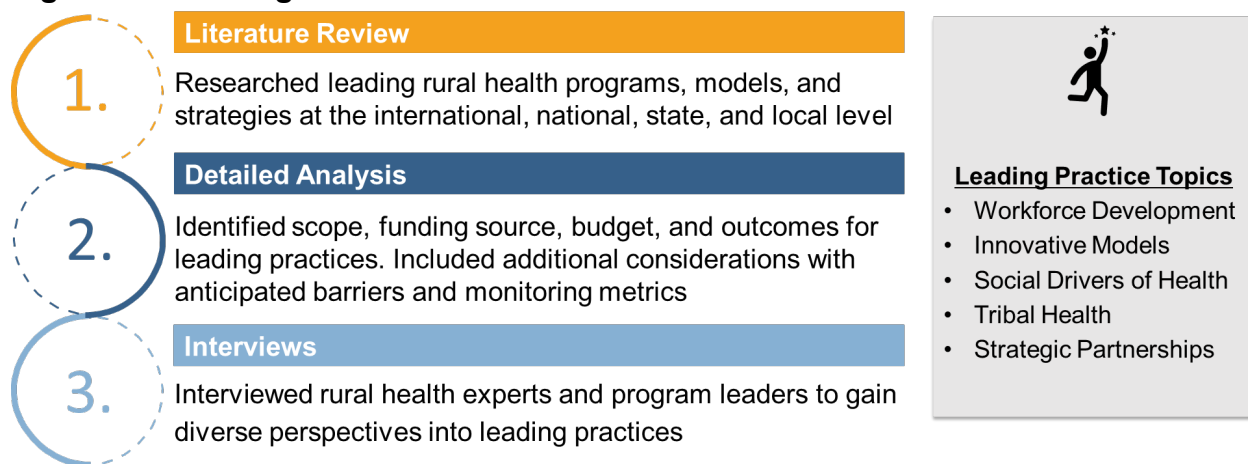 1.
Literature Review
Researched leading rural health programs, models, and
strategies at the international, national, state, and local level
2.
Detailed Analysis
Identified scope, funding source, budget, and outcomes for
leading practices. Included additional considerations with
anticipated barriers and monitoring metrics
3.
Interviews
Interviewed rural health experts and program leaders to gain
diverse perspectives into leading practices
Leading Practice Topics
• Workforce Development
• Innovative Models
• Social Drivers of Health
• Tribal Health
• Strategic Partnerships